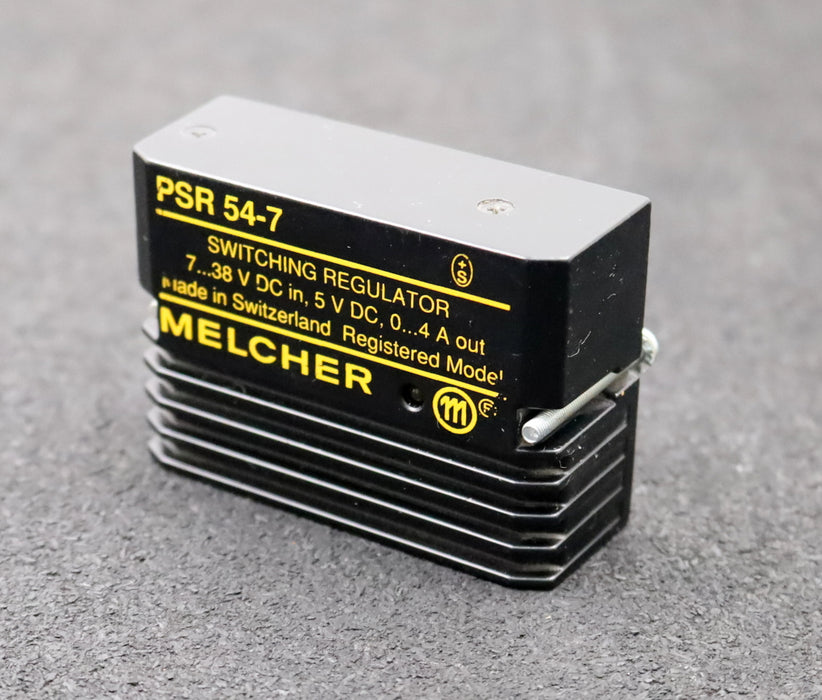 PSR 54-7
SWITCHING REGULATOR
7...38 V DC in, 5 V DC, 0...4 A out
Made in Switzerland Registered Model
MELCHER
m
+S